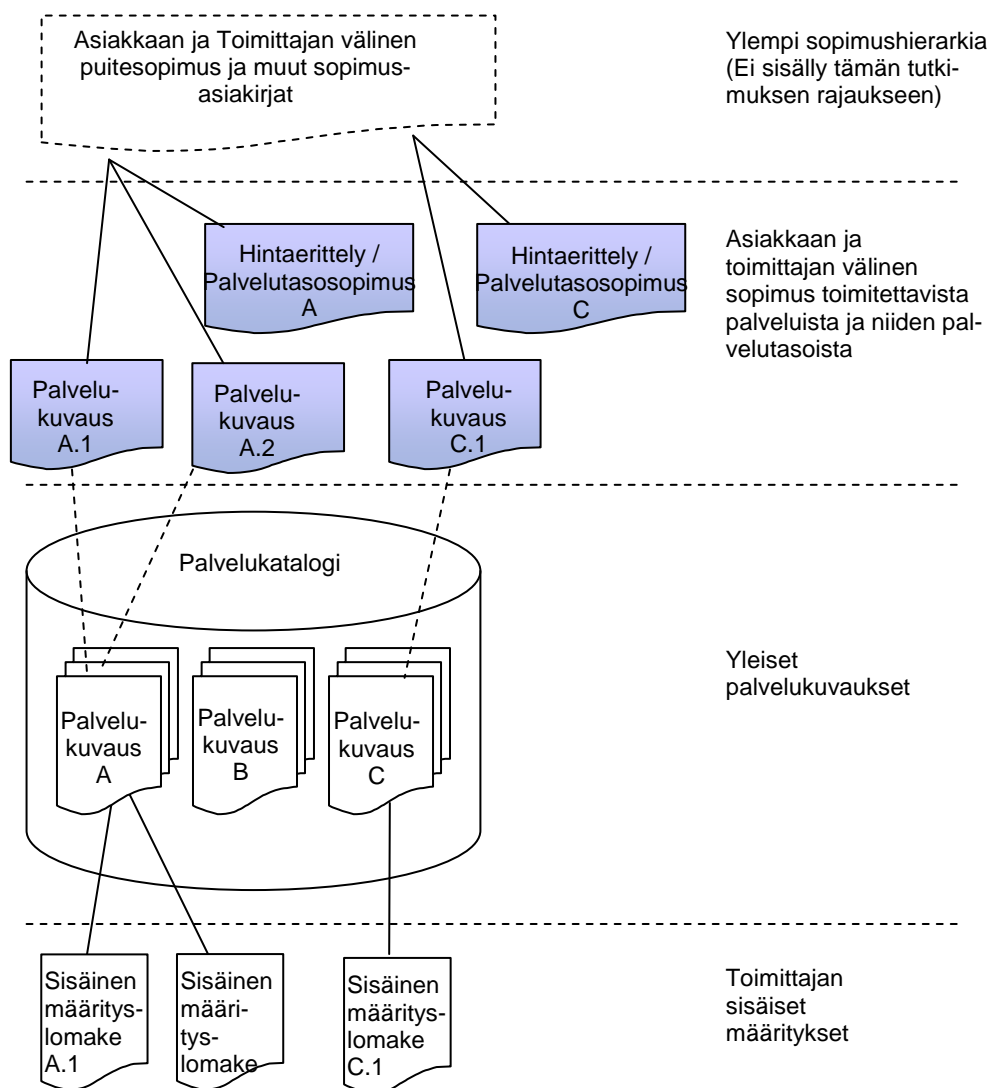 Asiakkaan ja Toimittajan välinen
puitesopimus ja muut sopimus-
asiakirjat
Ylempi sopimushierarkia
(Ei sisälly tämän tutki-
muksen rajaukseen)
Hintaerittely /
Palvelutasosopimus
A
Hintaerittely /
Palvelutasosopimus
C
Asiakkaan ja
toimittajan välinen
sopimus toimitettavista
palveluista ja niiden pal-
velutasoista
Palvelu-
kuvaus
A.1
Palvelu-
kuvaus
A.2
Palvelu-
kuvaus
C.1
Palvelukatalogi
Palvelu-
kuvaus
A
Palvelu-
kuvaus
B
Palvelu-
kuvaus
C
Yleiset
palvelukuvaukset
Sisäinen
määritys-
lomake
A.1
Sisäinen
määri-
tys-
lomake
Sisäinen
määritys-
lomake
C.1
Toimittajan
sisäiset
määritykset